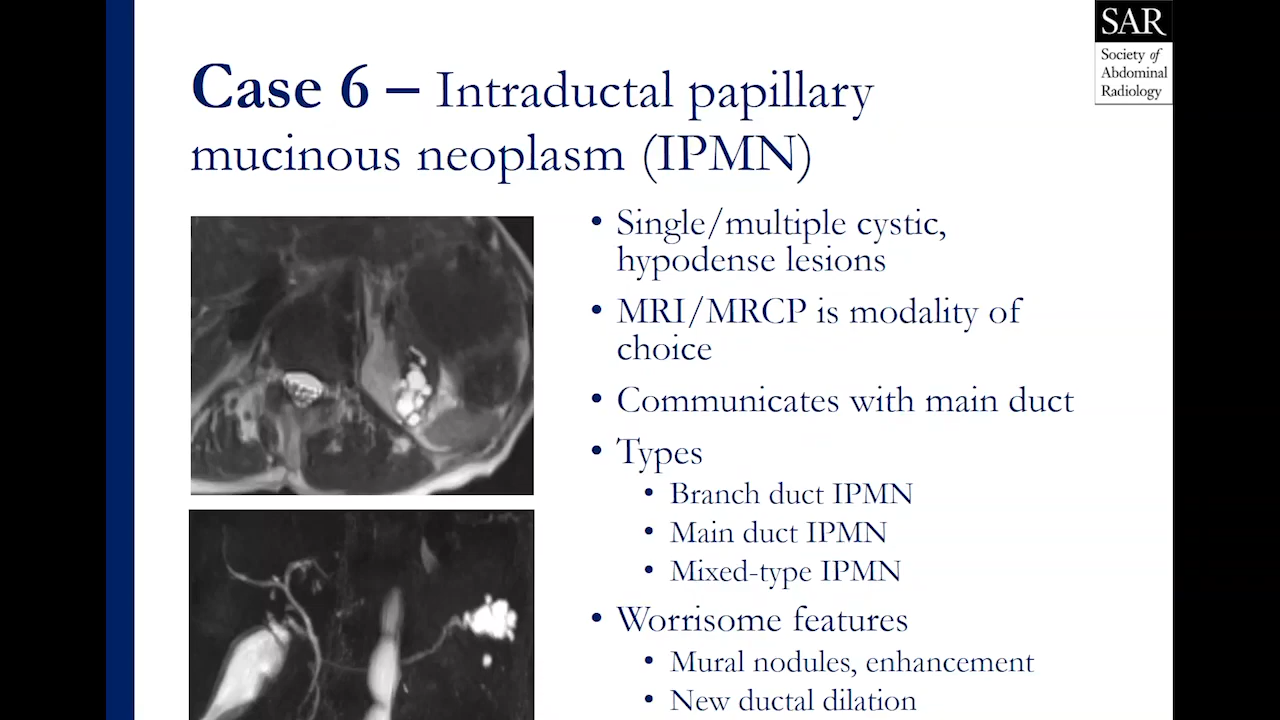 SAR
Society of
Abdominal
Radiology
Case 6 – Intraductal papillary
mucinous neoplasm (IPMN)
• Single/multiple cystic,
hypodense lesions
• MRI/MRCP is modality of
choice
• Communicates with main duct
• Types
• Branch duct IPMN
• Main duct IPMN
• Mixed-type IPMN
• Worrisome features
• Mural nodules, enhancement
• New ductal dilation